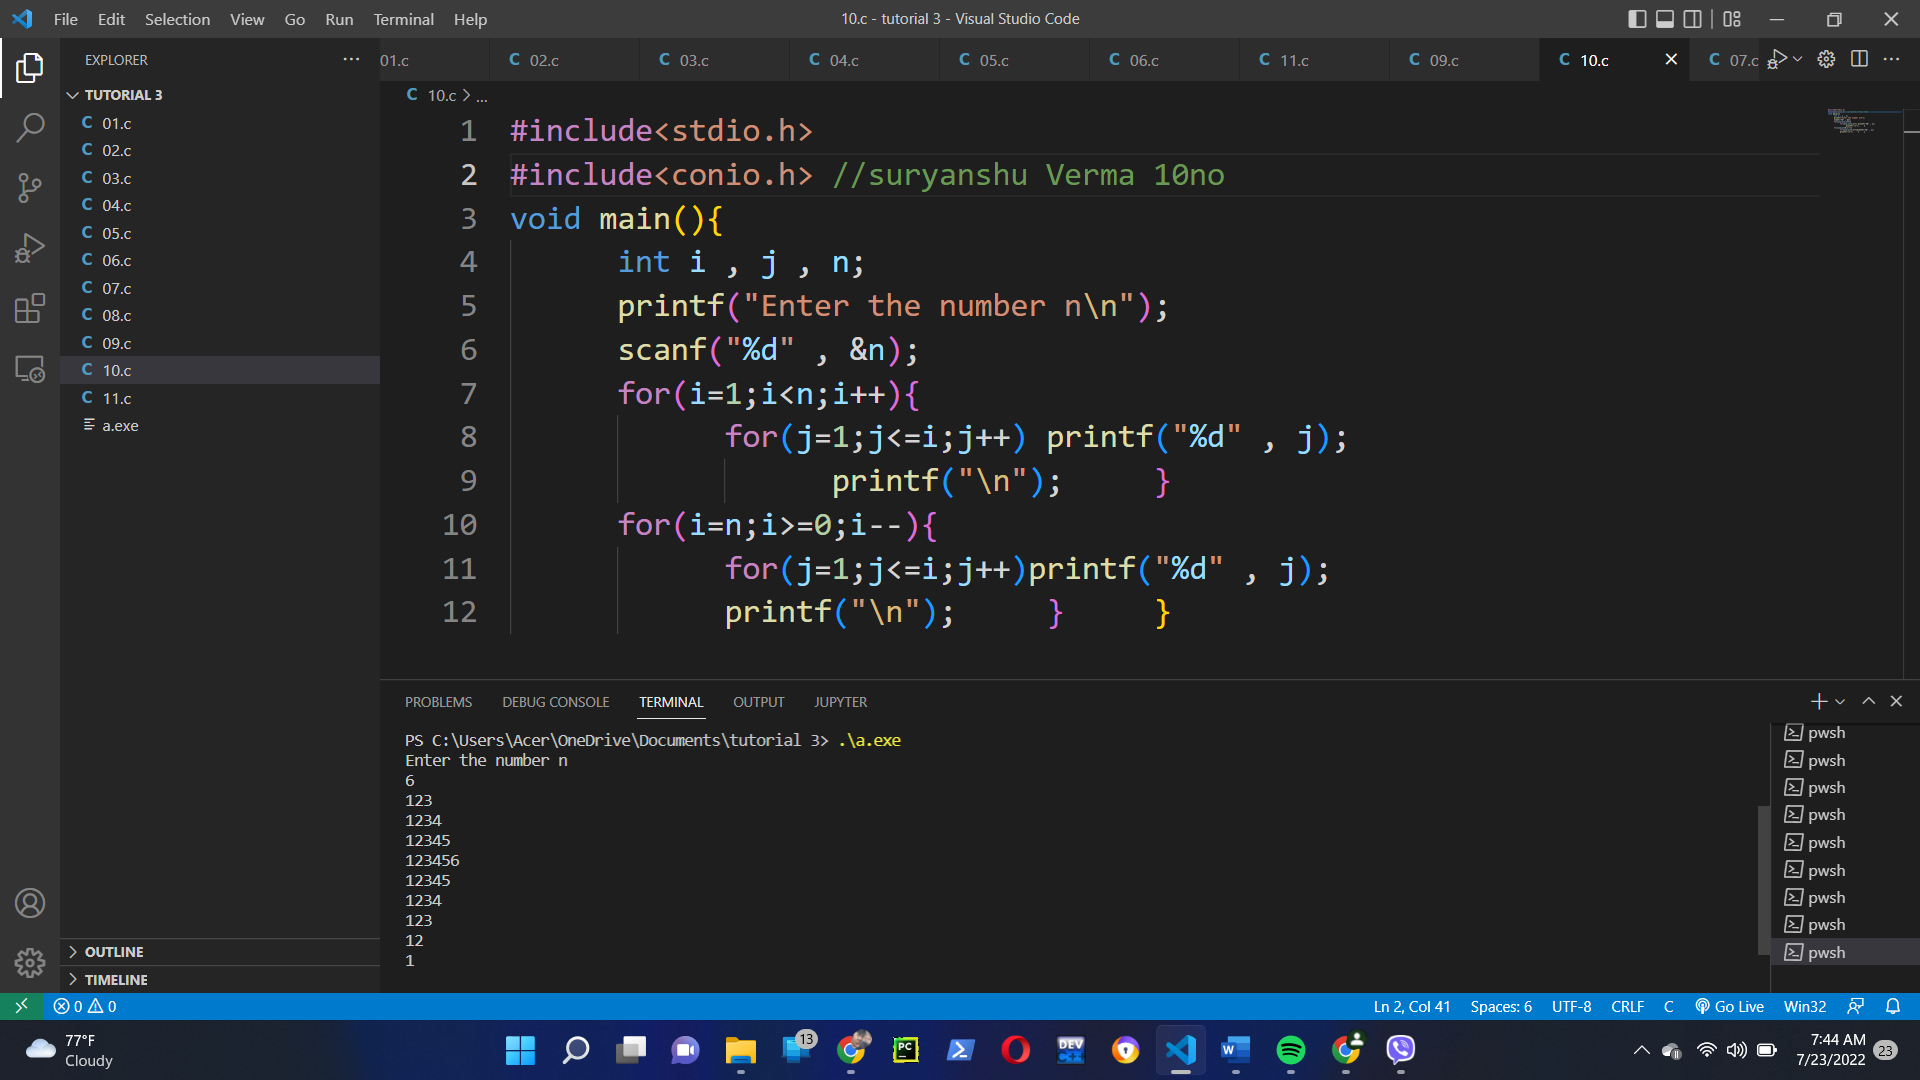 File Edit Selection View Go Run Terminal Help
10.c - tutorial 3 - Visual Studio Code
EXPLORER
01.c
02.c
03.c
04.c
05.c
06.c
11.c
09.c
10.c
07.c
TUTORIAL 3
01.c
02.c
03.c
04.c
05.c
06.c
07.c
08.c
09.c
10.c
11.c
a.exe
OUTLINE
TIMELINE
10.c > ...
1 #include<stdio.h>
2 #include<conio.h> //suryanshu Verma 10no
3 void main(){
4 int i , j , n;
5 printf("Enter the number n\n");
6 scanf("%d" , &n);
7 for(i=1;i<n;i++){
8 for(j=1;j<=i;j++) printf("%d" , j);
9 printf("\n"); }
10 for(i=n;i>=0;i--){
11 for(j=1;j<=i;j++)printf("%d" , j);
12 printf("\n"); } }
PROBLEMS DEBUG CONSOLE TERMINAL OUTPUT JUPYTER
PS C:\Users\Acer\OneDrive\Documents\tutorial 3> .\a.exe
Enter the number n
6
123
1234
12345
123456
12345
1234
123
12
1
pwsh
pwsh
pwsh
pwsh
pwsh
pwsh
pwsh
pwsh
pwsh
0 0
Ln 2, Col 41 Spaces: 6 UTF-8 CRLF C Go Live Win32
77°F
Cloudy
13
PC
DEV
W
7:44 AM
7/23/2022
23